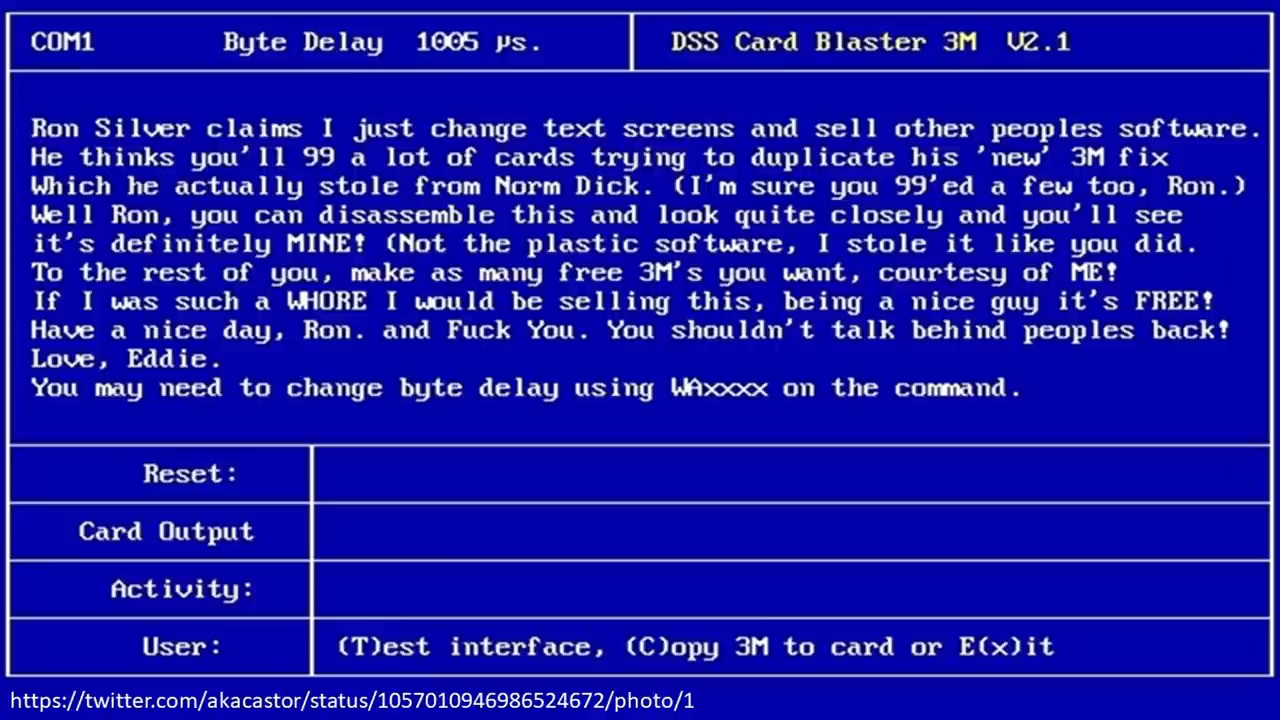 COM1 Byte Delay 1005 µs. DSS Card Blaster 3M V2.1
Ron Silver claims I just change text screens and sell other peoples software.
He thinks you'll 99 a lot of cards trying to duplicate his 'new' 3M fix
Which he actually stole from Norm Dick. (I'm sure you 99'ed a few too, Ron.)
Well Ron, you can disassemble this and look quite closely and you'll see
it's definitely MINE! (Not the plastic software, I stole it like you did.
To the rest of you, make as many free 3M's you want, courtesy of ME!
If I was such a WHORE I would be selling this, being a nice guy it's FREE!
Have a nice day, Ron. and Fuck You. You shouldn't talk behind peoples back!
Love, Eddie.
You may need to change byte delay using WAxxxx on the command.
Reset:
Card Output
Activity:
User: (T)est interface, (C)opy 3M to card or E(x)it
https://twitter.com/akacastor/status/1057010946986524672/photo/1